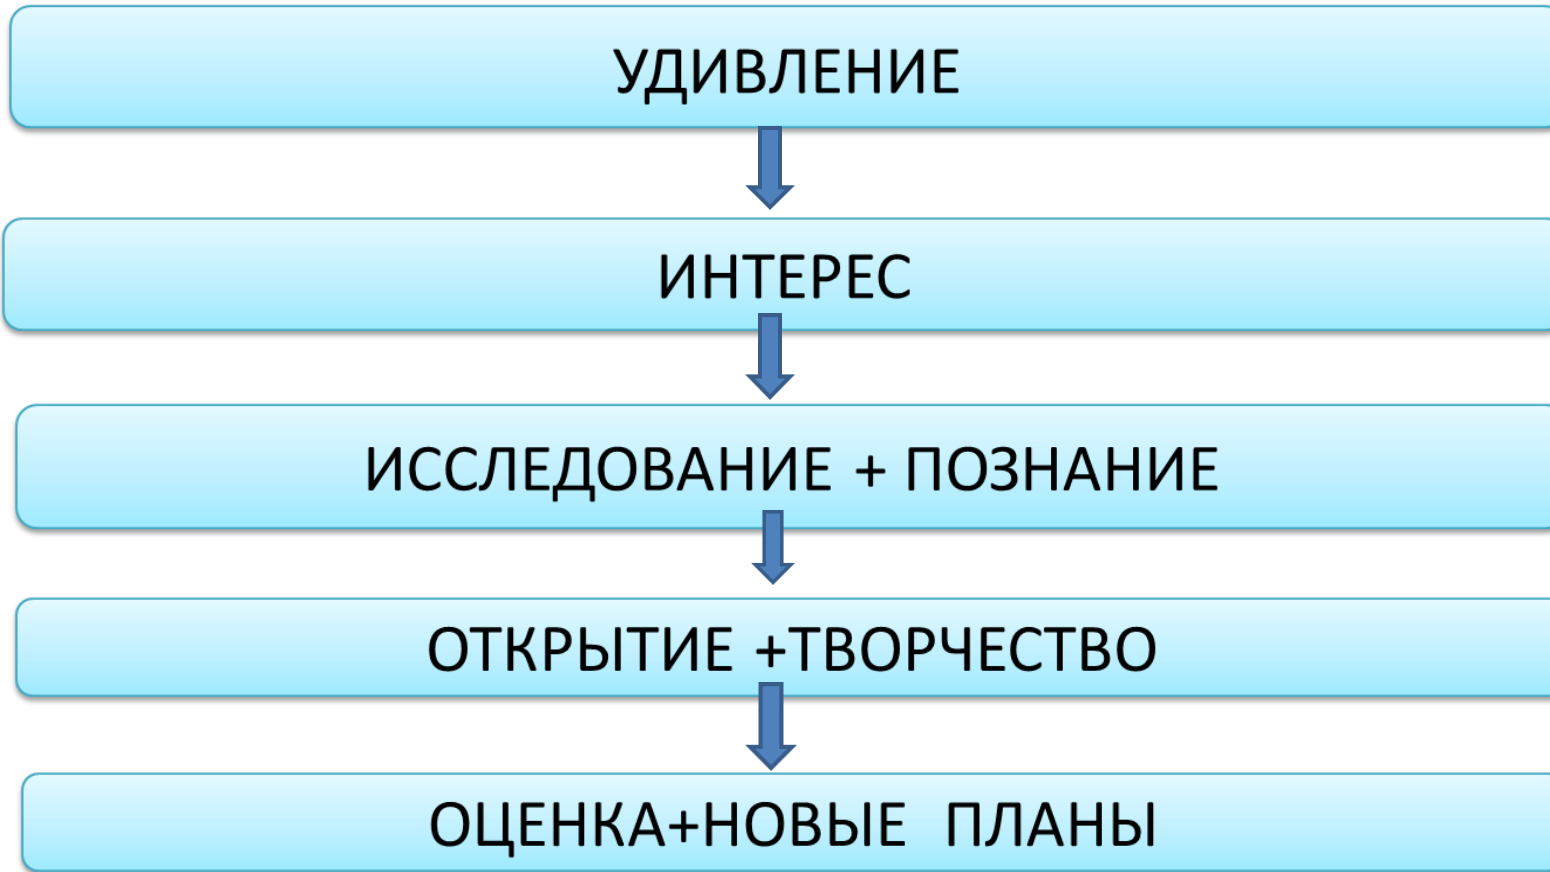 УДИВЛЕНИЕ
ИНТЕРЕС
ИССЛЕДОВАНИЕ + ПОЗНАНИЕ
ОТКРЫТИЕ +ТВОРЧЕСТВО
ОЦЕНКА+НОВЫЕ  ПЛАНЫ